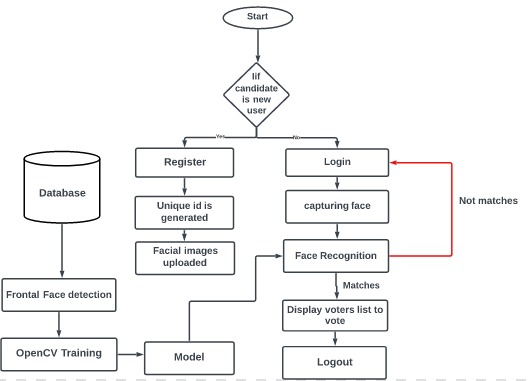 Start
Iif
candidate
is new
user
Yes
No
Register
Login
Database
Unique id is
generated
capturing face
Not matches
Facial images
uploaded
Face Recognition
Matches
Frontal Face detection
Display voters list to
vote
OpenCV Training
Model
Logout